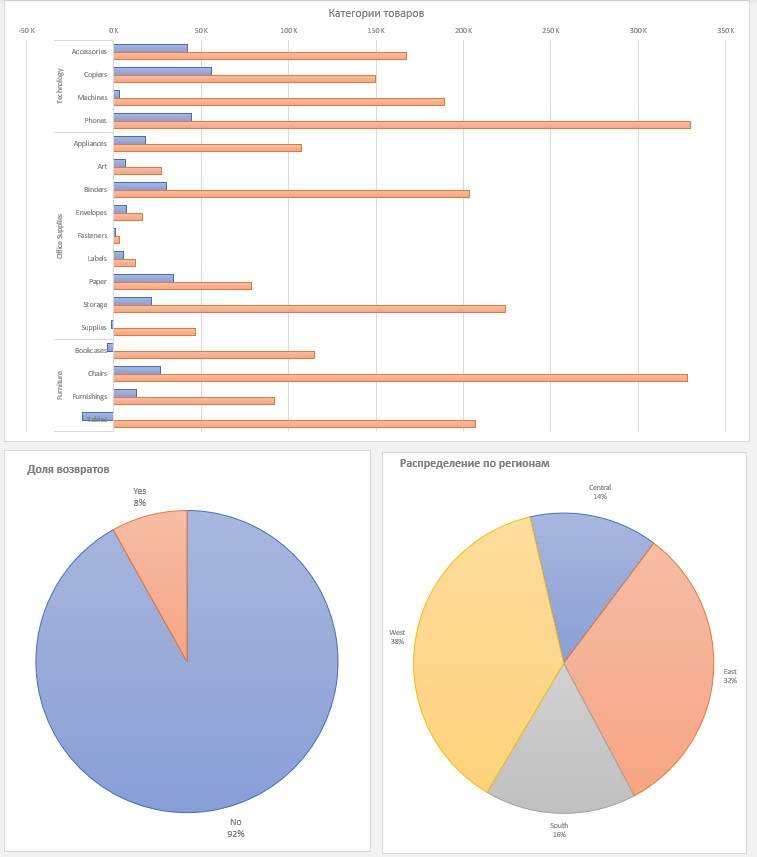 Категории товаров
-50 K
0 K
50 K
100 K
150 K
200 K
250 K
300 K
350 K
Technology
Accessories
Copiers
Machines
Phones
Office Supplies
Appliances
Art
Binders
Envelopes
Fasteners
Labels
Paper
Storage
Supplies
Furniture
Bookcases
Chairs
Furnishings
Tables
Доля возвратов
Yes
8%
No
92%
Распределение по регионам
Central
14%
West
38%
East
32%
South
16%